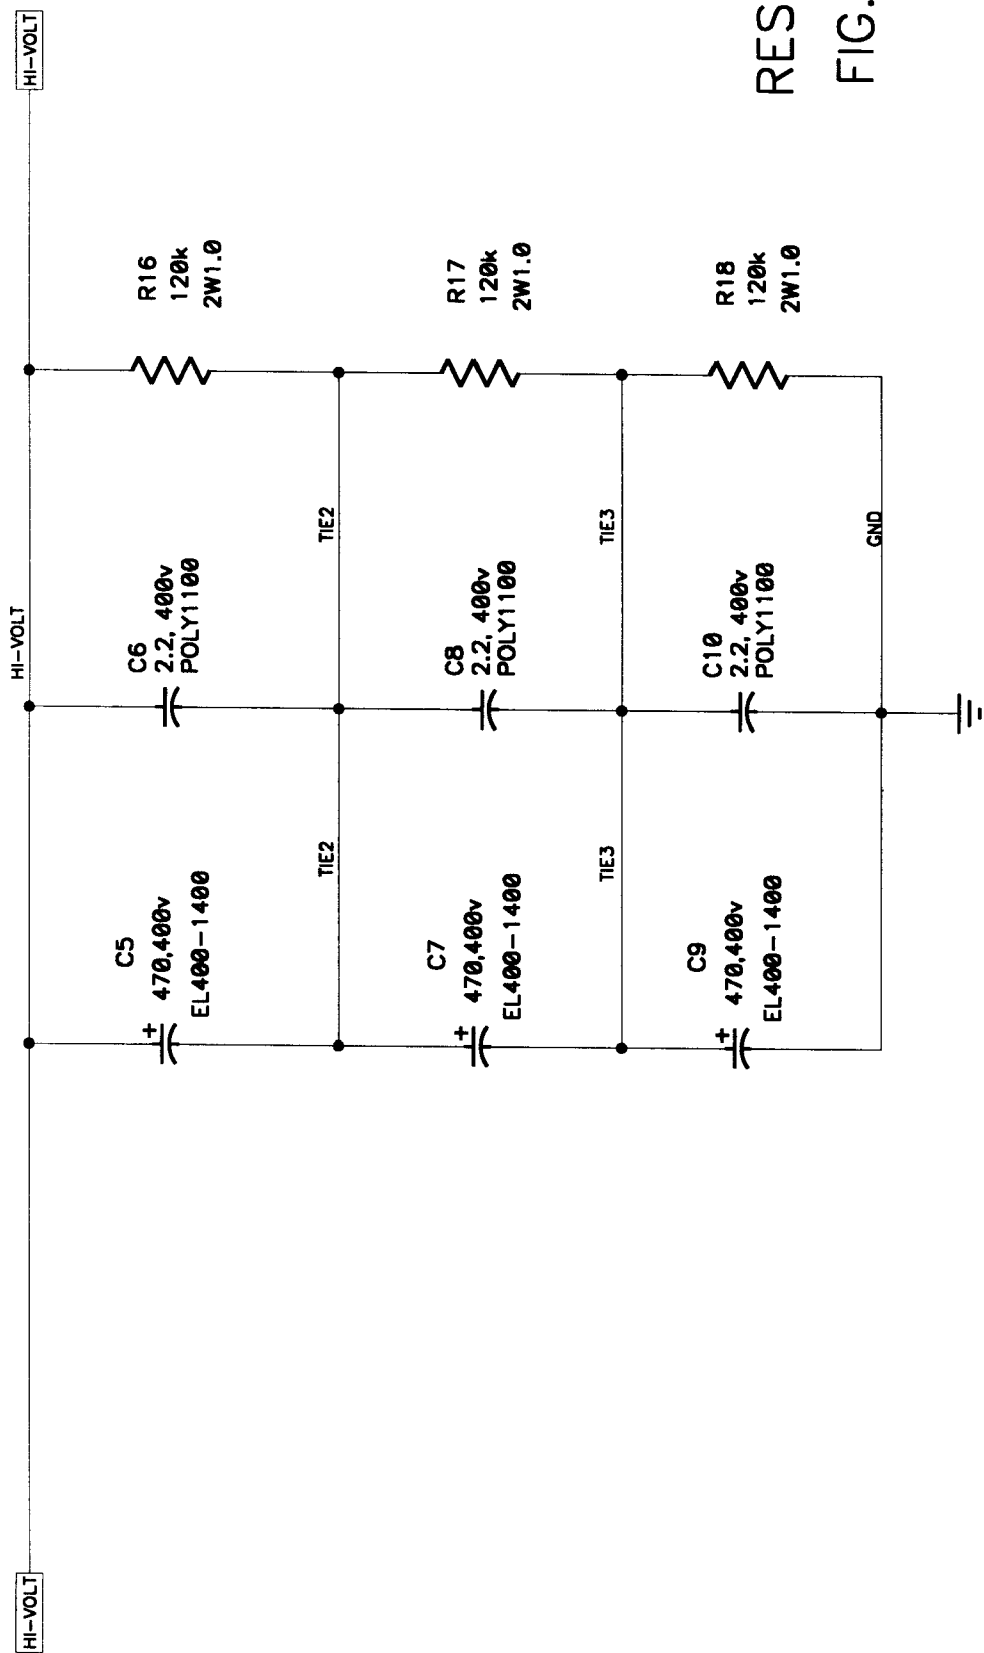 HI-VOLT
HI-VOLT
HI-VOLT
C5
470,400v
EL400-1400
C6
2.2, 400v
POLY1100
R16
120k
2W1.0
TIE2
TIE2
C7
470,400v
EL400-1400
C8
2.2, 400v
POLY1100
R17
120k
2W1.0
TIE3
TIE3
C9
470,400v
EL400-1400
C10
2.2, 400v
POLY1100
R18
120k
2W1.0
GND
RES
FIG.